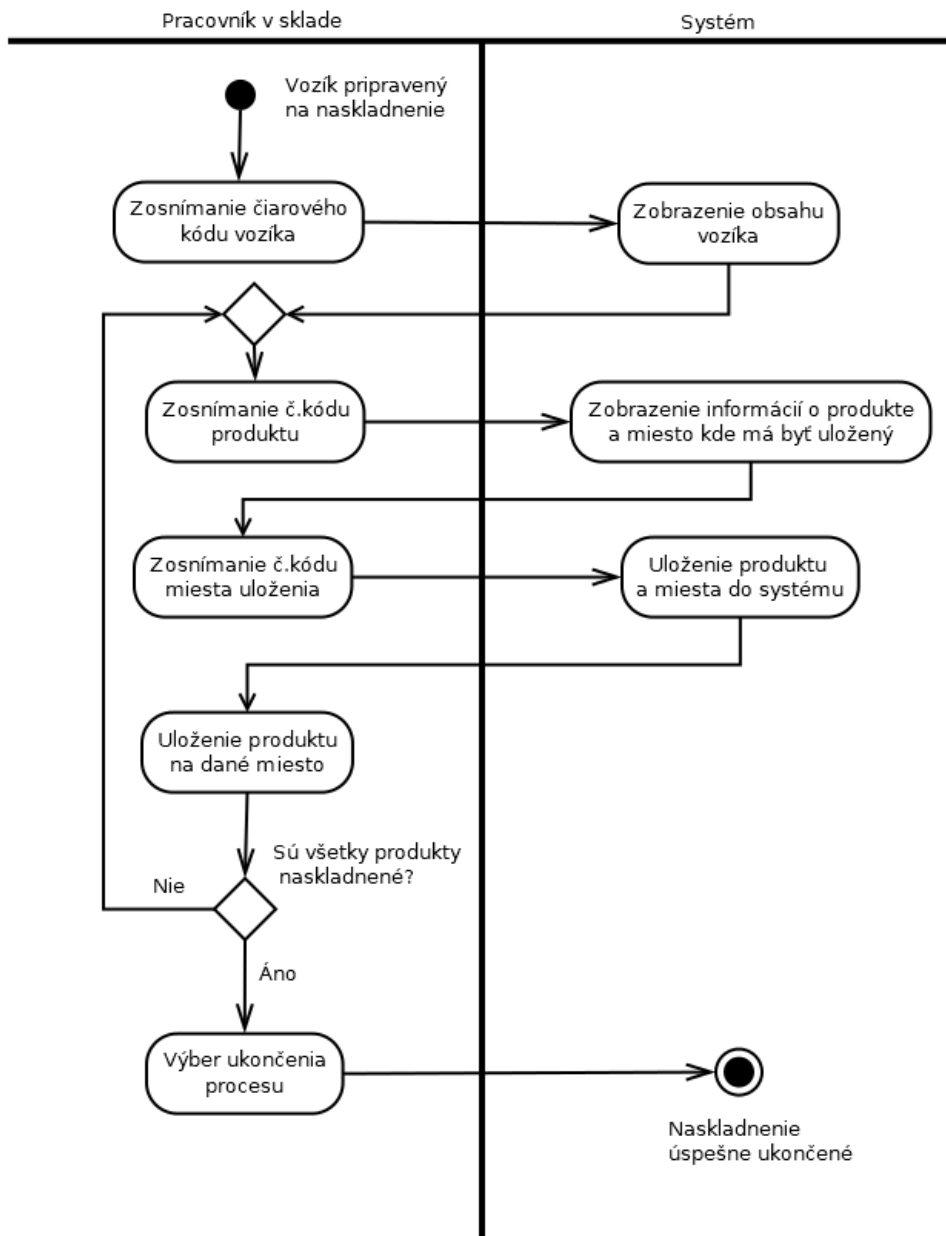 Pracovník v sklade
Systém
Vozík pripravený
na naskladnenie
Zosnímanie čiarového
kódu vozíka
Zobrazenie obsahu
vozíka
Zosnímanie č.kódu
produktu
Zobrazenie informácií o produkte
a miesto kde má byť uložený
Zosnímanie č.kódu
miesta uloženia
Uloženie produktu
a miesta do systému
Uloženie produktu
na dané miesto
Sú všetky produkty
naskladnené?
Nie
Áno
Výber ukončenia
procesu
Naskladnenie
úspešne ukončené